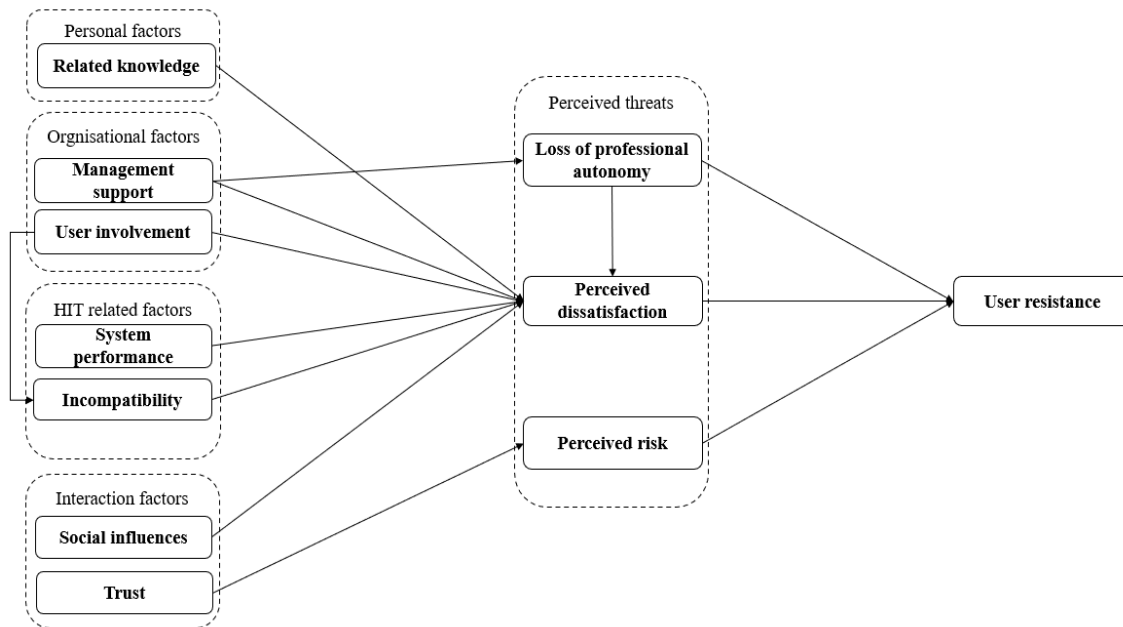 Personal factors
Related knowledge
Orgnisational factors
Management
support
User involvement
HIT related factors
System
performance
Incompatibility
Interaction factors
Social influences
Trust
Perceived threats
Loss of professional
autonomy
Perceived
dissatisfaction
Perceived risk
User resistance